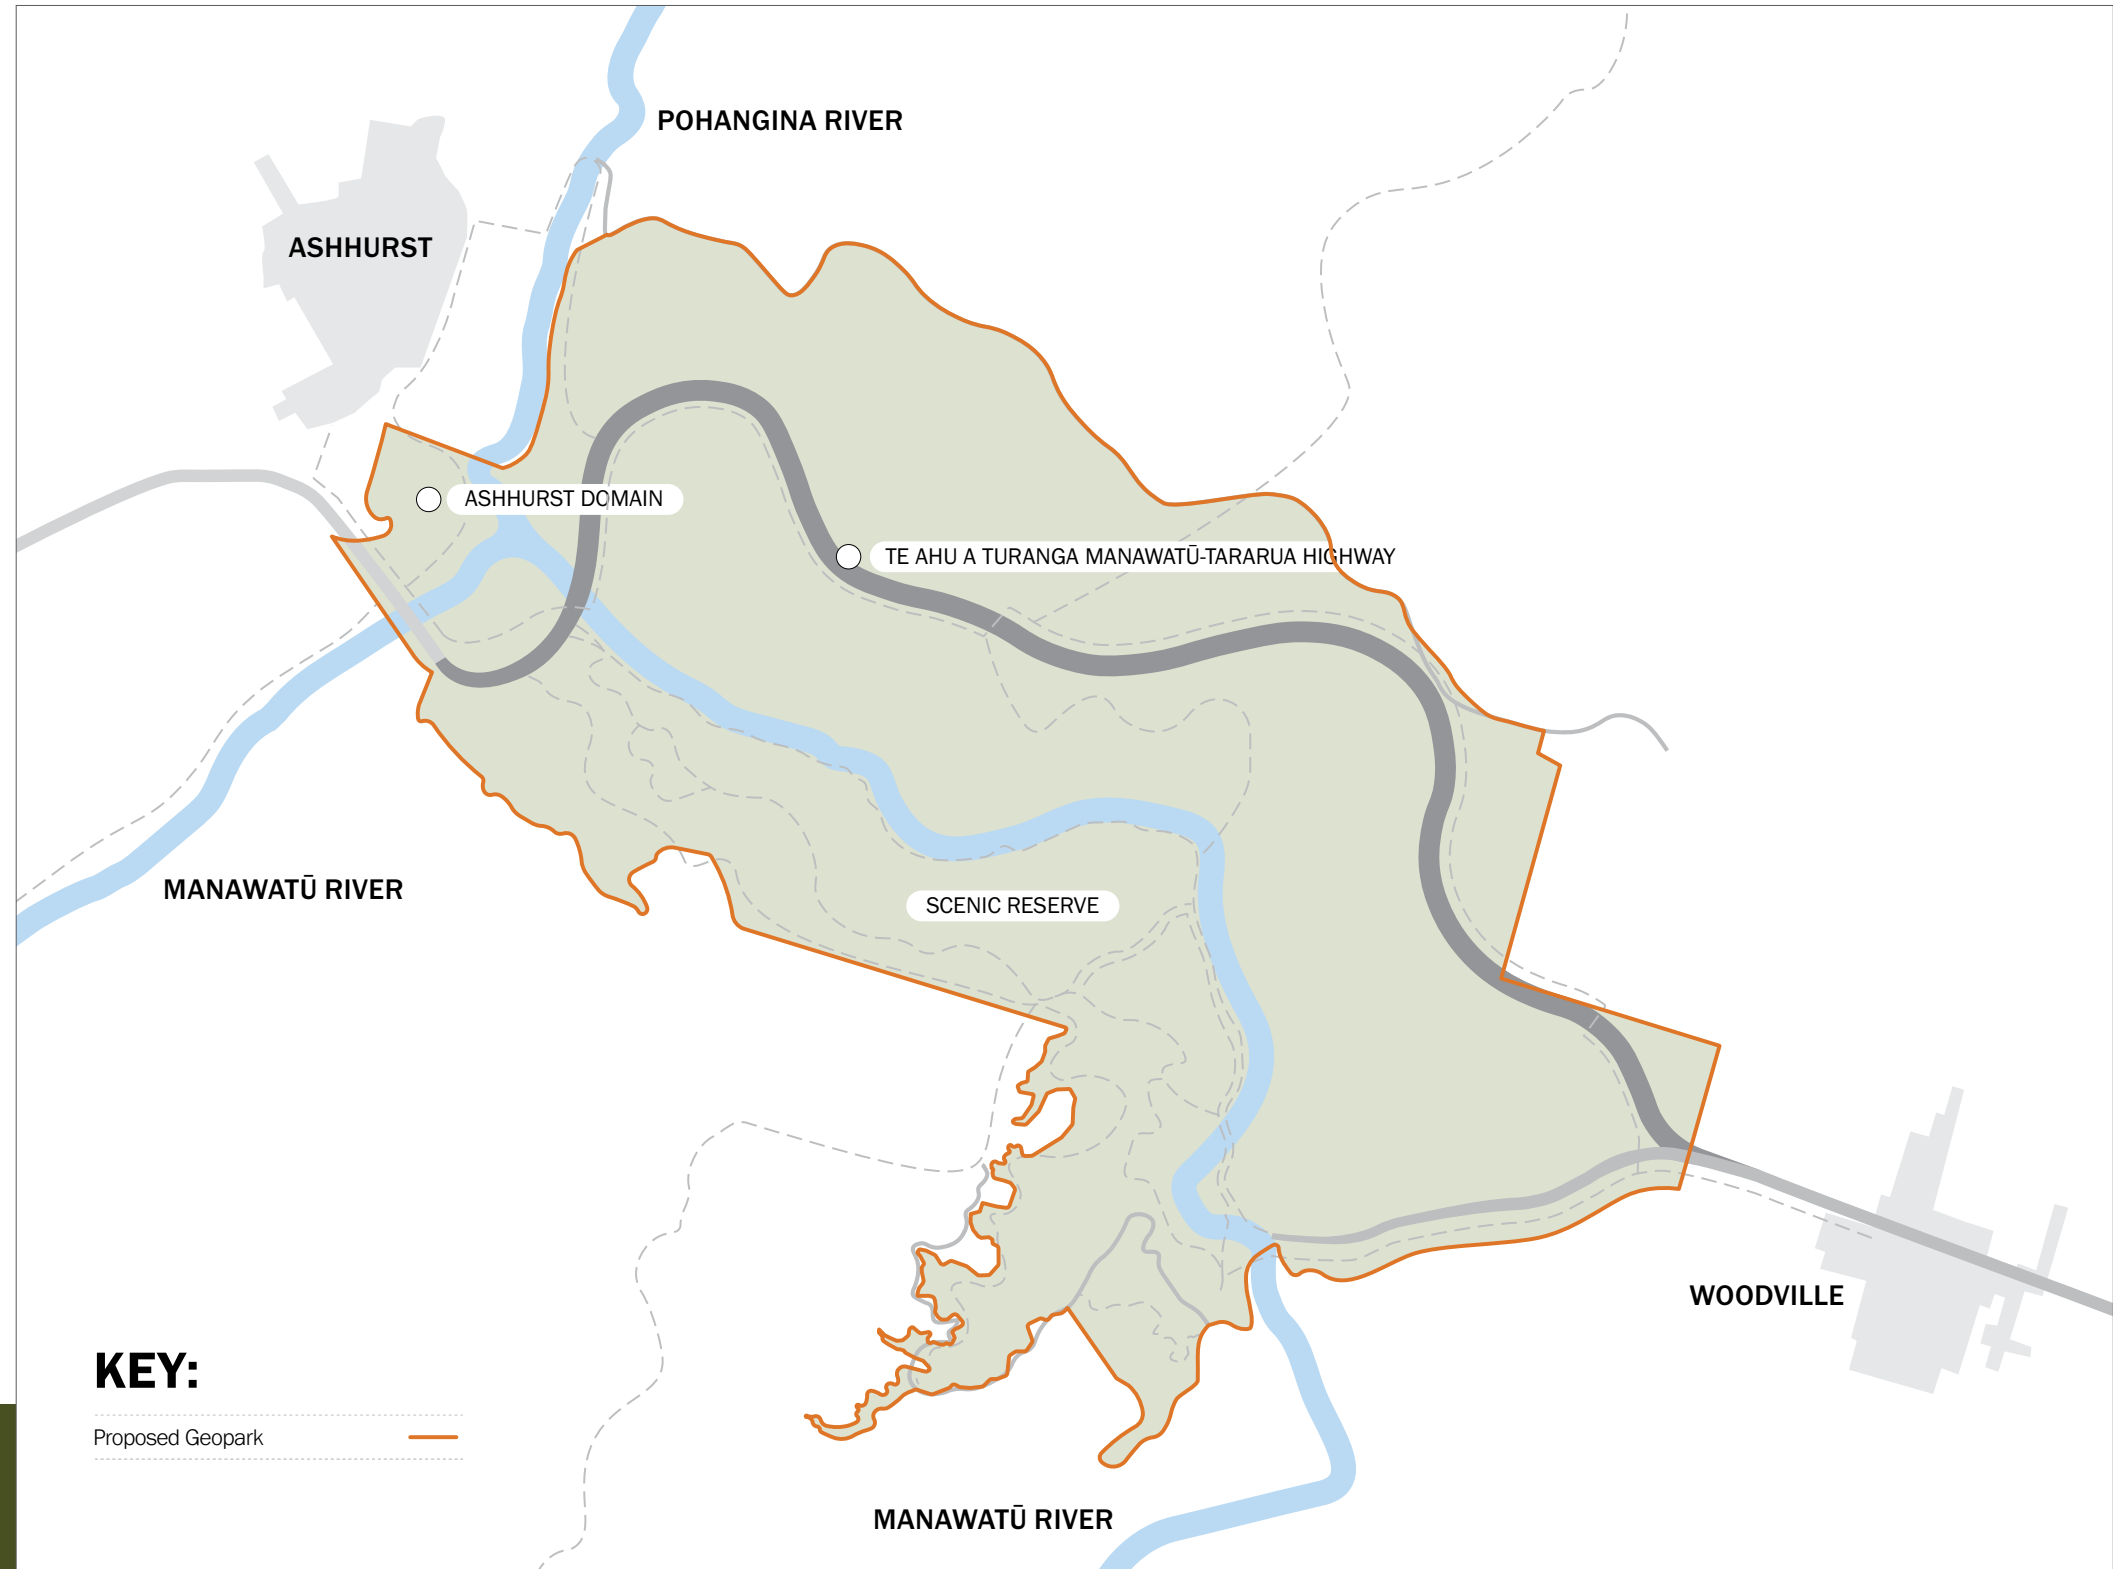 POHANGINA RIVER
ASHHURST
ASHHURST DOMAIN
TE AHU A TURANGA MANAWATŪ-TARARUA HIGHWAY
MANAWATŪ RIVER
SCENIC RESERVE
WOODVILLE
KEY:
Proposed Geopark
MANAWATŪ RIVER